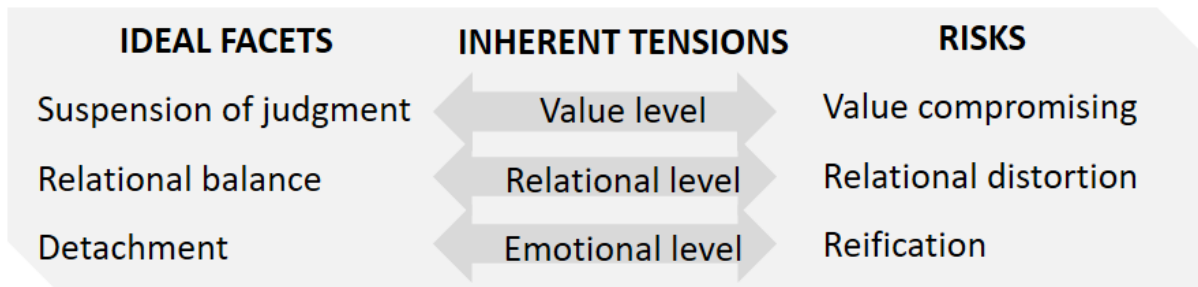 IDEAL FACETS INHERENT TENSIONS RISKS
Suspension of judgment Value level Value compromising
Relational balance Relational level Relational distortion
Detachment Emotional level Reification